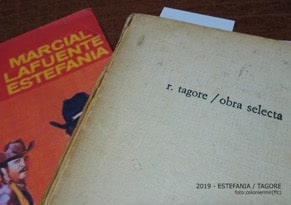 MARCIAL
LAFUENTE
ESTEFANIA
r. tagore / obra selecta
2019 - ESTEFANIA / TAGORE